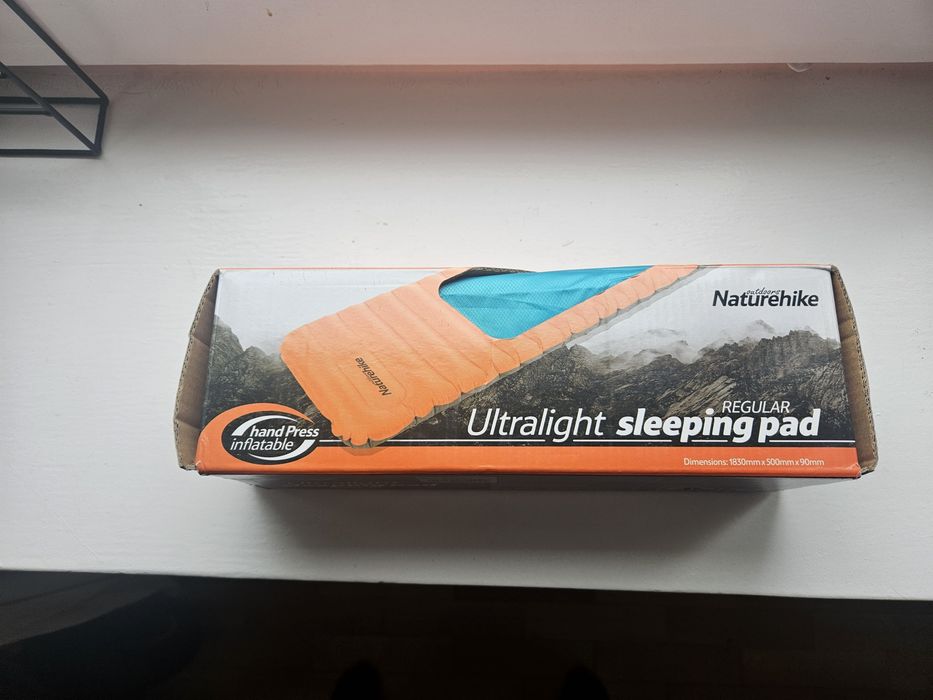 outdoors
Naturehike
Naturehike
REGULAR
Ultralight sleeping pad
hand Press
inflatable
Dimensions: 1830mm x 500mm x 90mm